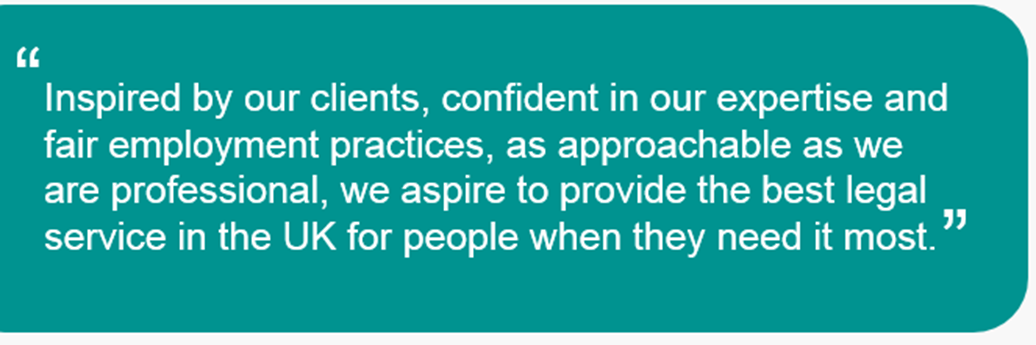 “
Inspired by our clients, confident in our expertise and
fair employment practices, as approachable as we
are professional, we aspire to provide the best legal
service in the UK for people when they need it most.”